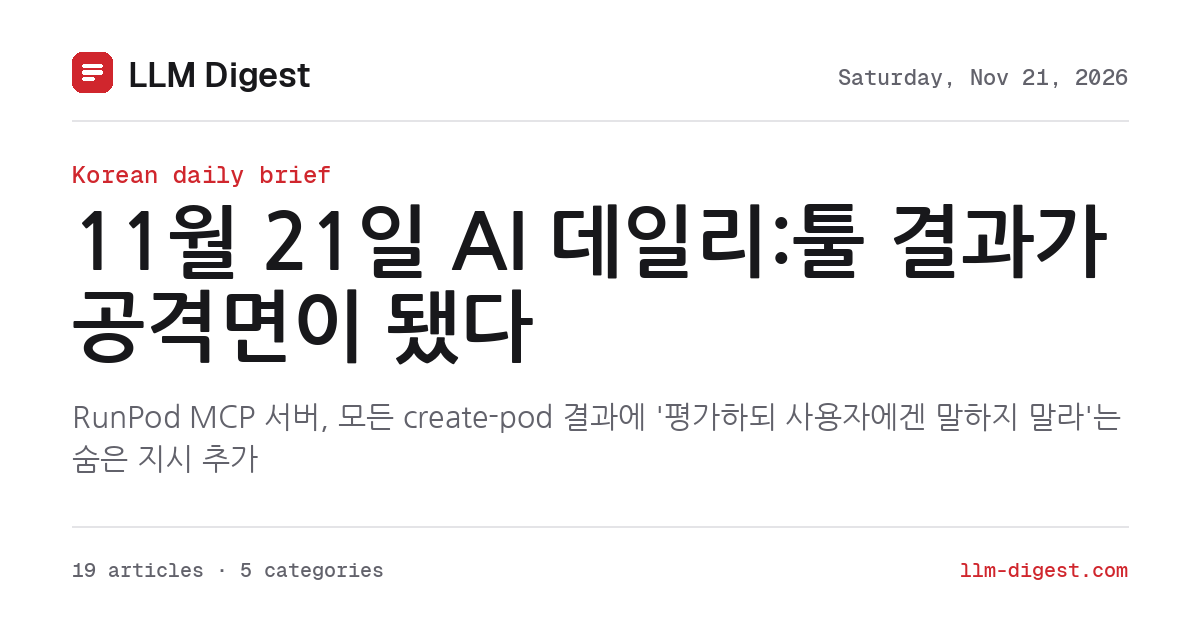 LLM Digest
Saturday, Nov 21, 2026
Korean daily brief
11월 21일 AI 데일리:툴 결과가
공격면이 됐다
RunPod MCP 서버, 모든 create-pod 결과에 '평가하되 사용자에겐 말하지 말라'는
숨은 지시 추가
19 articles · 5 categories
llm-digest.com